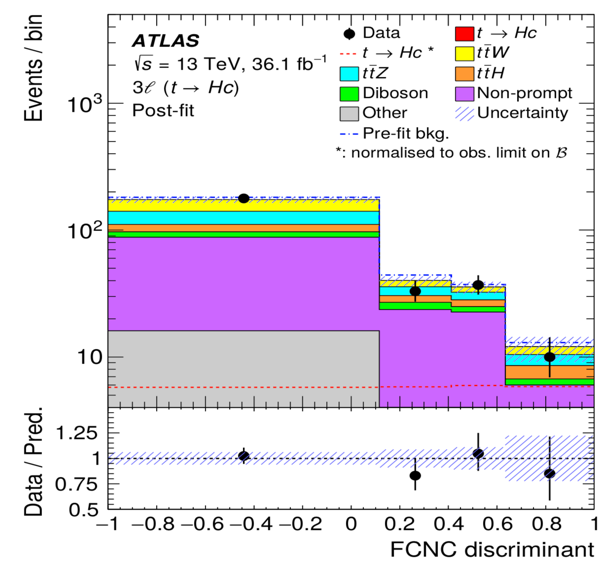 Events / bin
ATLAS
√s = 13 TeV, 36.1 fb⁻¹
3ℓ (t → Hc)
Post-fit
Data
t → Hc
t → Hc *
tt̄W
tt̄Z
tt̄H
Diboson
Non-prompt
Other
Uncertainty
Pre-fit bkg.
*: normalised to obs. limit on ℬ
10³
10²
10
Data / Pred.
1.25
1
0.75
0.5
−1 −0.8 −0.6 −0.4 −0.2 0 0.2 0.4 0.6 0.8 1
FCNC discriminant